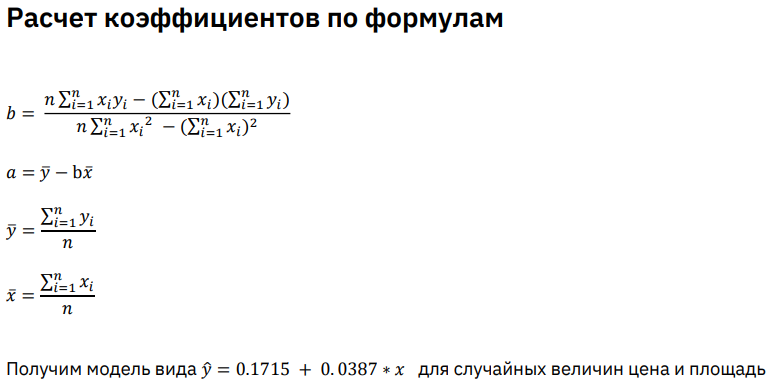 Расчет коэффициентов по формулам
b = \frac{n\sum_{i=1}^{n} x_i y_i - (\sum_{i=1}^{n} x_i)(\sum_{i=1}^{n} y_i)}{n\sum_{i=1}^{n} x_i^2 - (\sum_{i=1}^{n} x_i)^2}
a = \bar{y} - b\bar{x}
\bar{y} = \frac{\sum_{i=1}^{n} y_i}{n}
\bar{x} = \frac{\sum_{i=1}^{n} x_i}{n}
Получим модель вида ŷ = 0.1715 + 0.0387 * x для случайных величин цена и площадь